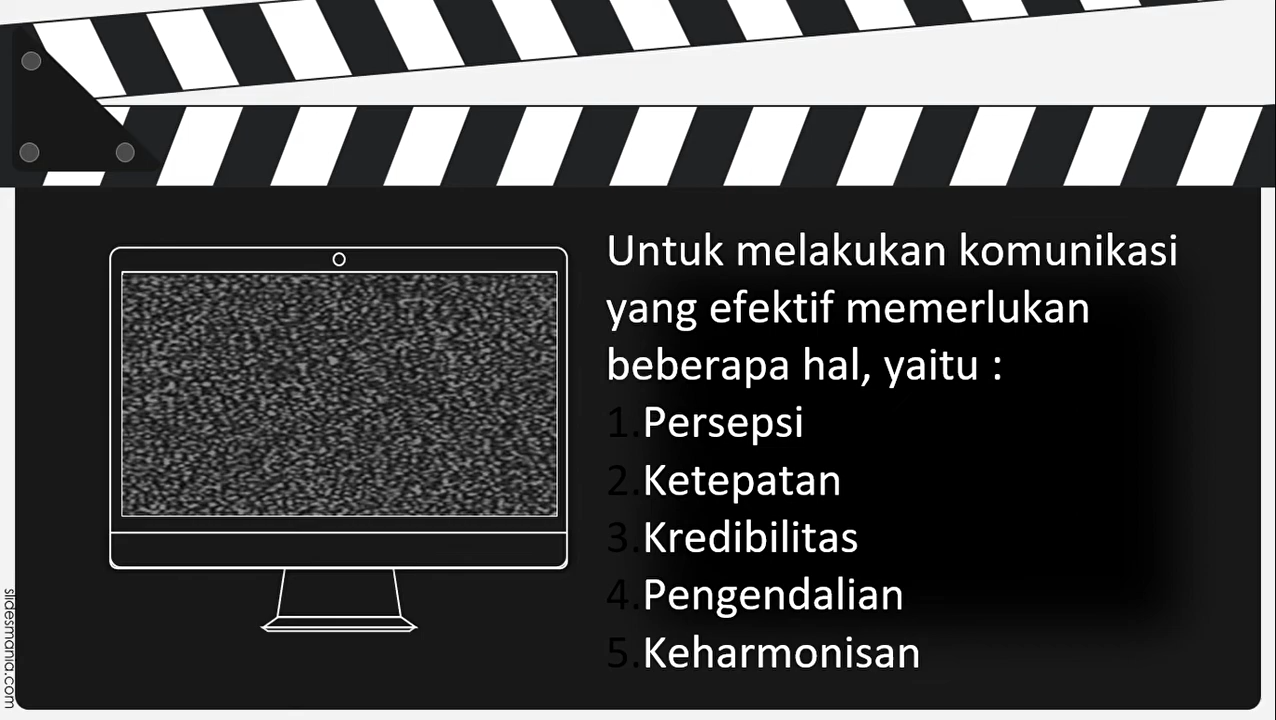 Untuk melakukan komunikasi
yang efektif memerlukan
beberapa hal, yaitu :
1.Persepsi
2.Ketepatan
3.Kredibilitas
4.Pengendalian
5.Keharmonisan
slidesmania.com